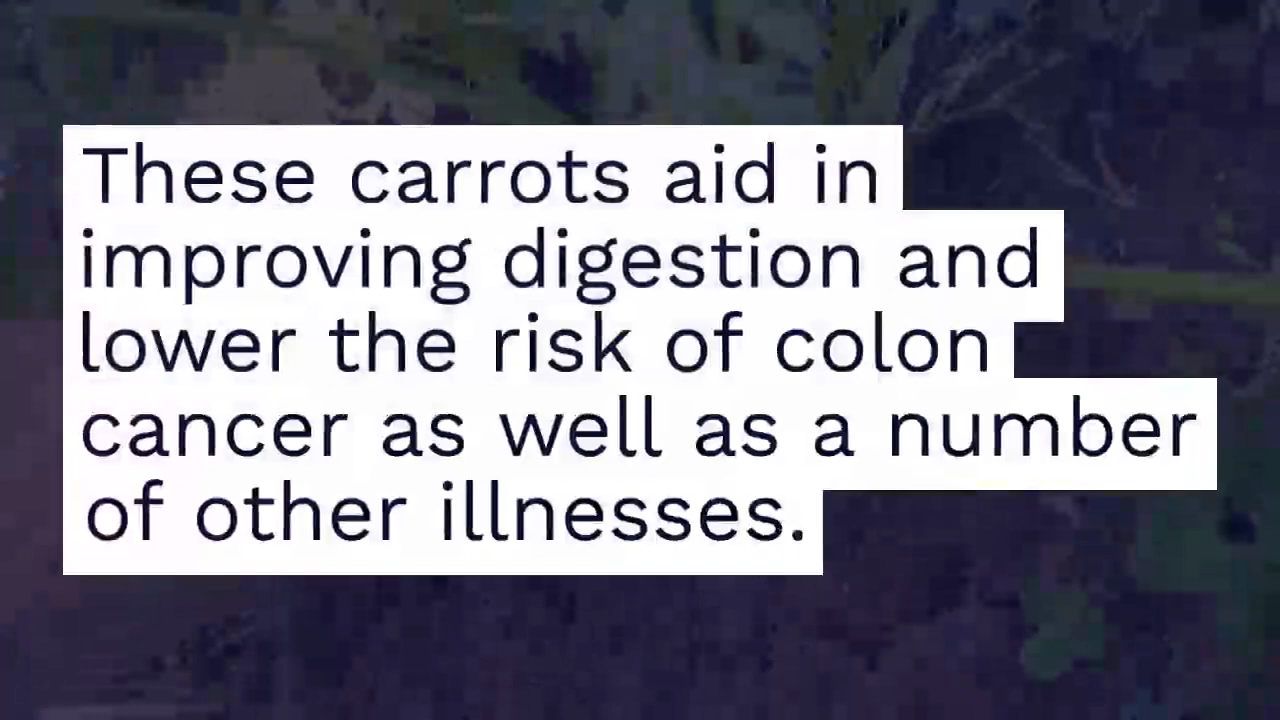 These carrots aid in
improving digestion and
lower the risk of colon
cancer as well as a number
of other illnesses.